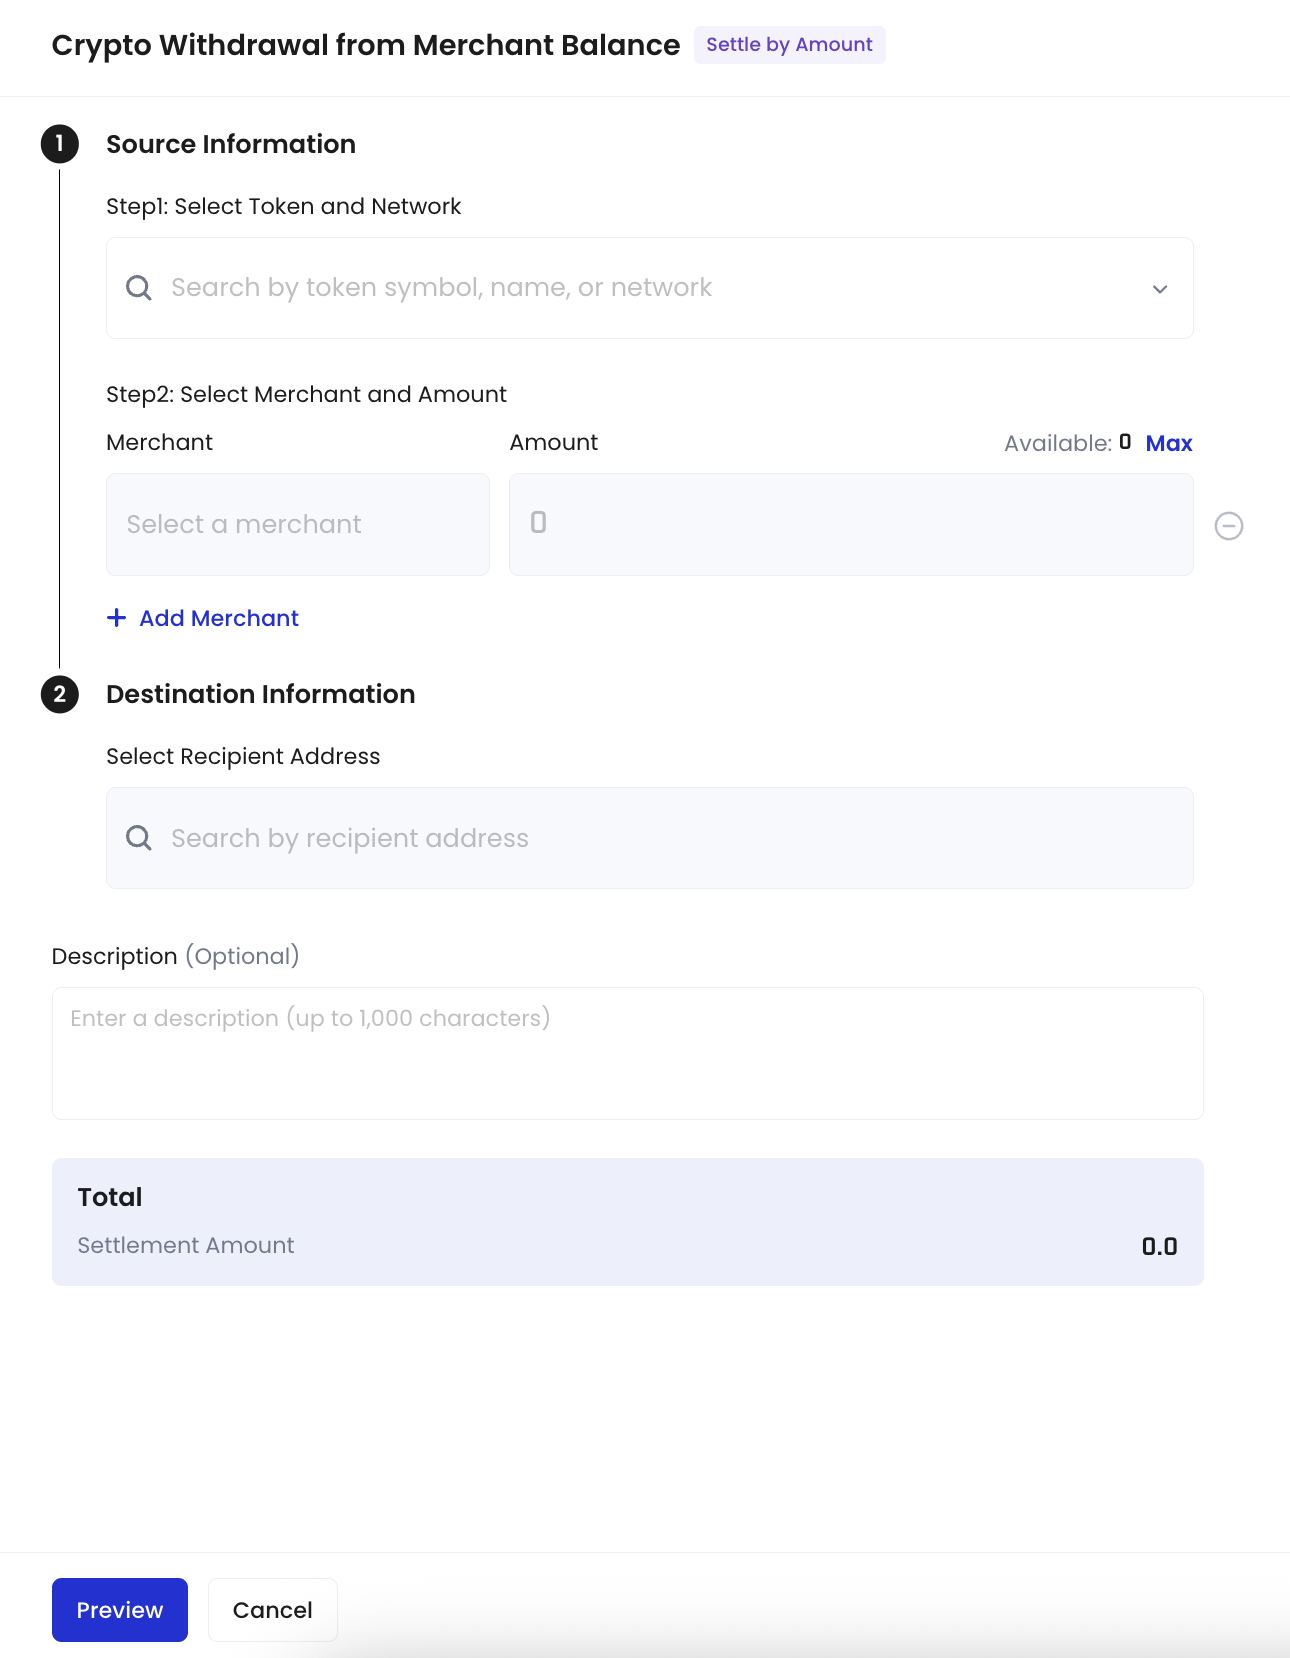 Crypto Withdrawal from Merchant Balance Settle by Amount
1 Source Information
Step1: Select Token and Network
Search by token symbol, name, or network
Step2: Select Merchant and Amount
Merchant Amount Available: 0 Max
Select a merchant 0
+ Add Merchant
2 Destination Information
Select Recipient Address
Search by recipient address
Description (Optional)
Enter a description (up to 1,000 characters)
Total
Settlement Amount 0.0
Preview Cancel